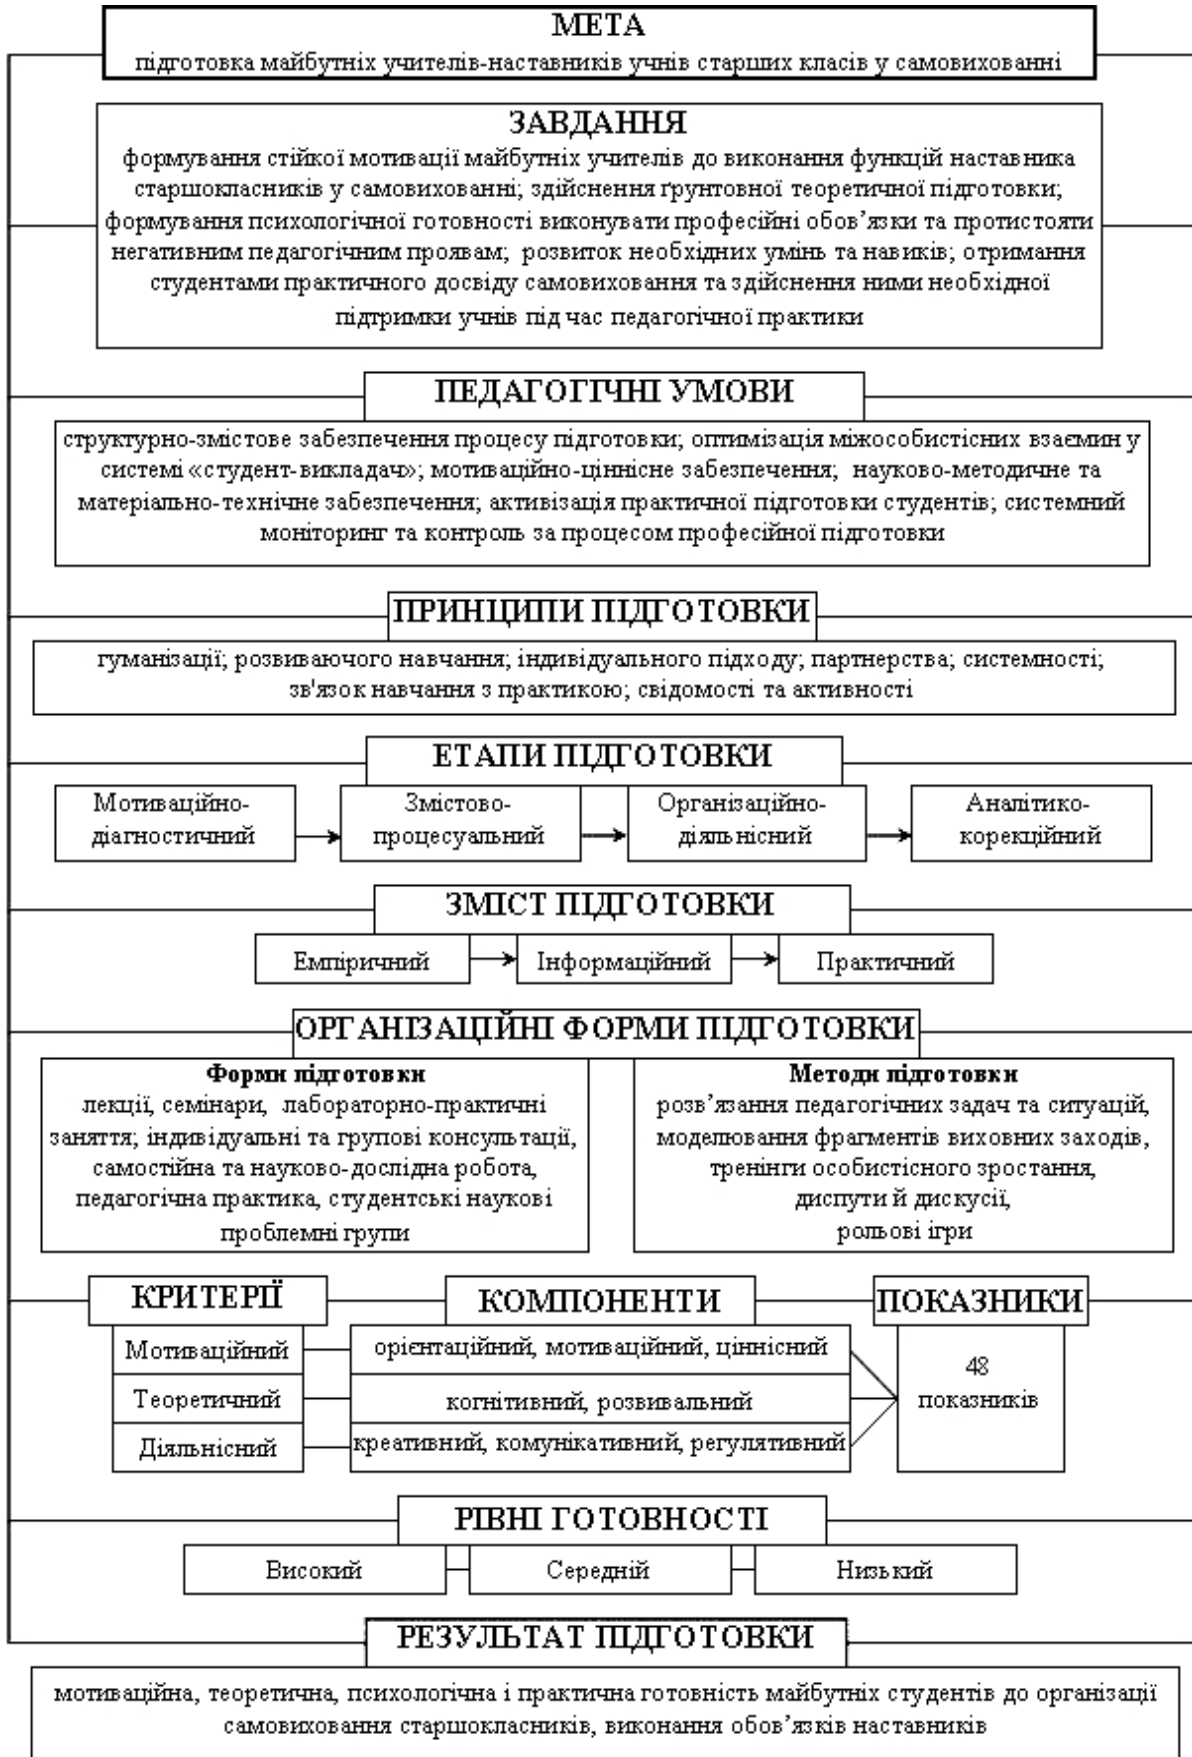 МЕТА
підготовка майбутніх учителів-наставників учнів старших класів у самовихованні
ЗАВДАННЯ
формування стійкої мотивації майбутніх учителів до виконання функцій наставника
старшокласників у самовихованні; здійснення ґрунтовної теоретичної підготовки;
формування психологічної готовності виконувати професійні обов’язки та протистояти
негативним педагогічним проявам; розвиток необхідних умінь та навиків; отримання
студентами практичного досвіду самовиховання та здійснення ними необхідної
підтримки учнів під час педагогічної практики
ПЕДАГОГІЧНІ УМОВИ
структурно-змістове забезпечення процесу підготовки; оптимізація міжособистісних взаємин у
системі «студент-викладач»; мотиваційно-ціннісне забезпечення; науково-методичне та
матеріально-технічне забезпечення; активізація практичної підготовки студентів; системний
моніторинг та контроль за процесом професійної підготовки
ПРИНЦИПИ ПІДГОТОВКИ
гуманізації; розвиваючого навчання; індивідуального підходу; партнерства; системності;
зв'язок навчання з практикою; свідомості та активності
ЕТАПИ ПІДГОТОВКИ
Мотиваційно-
діагностичний
Змістово-
процесуальний
Організаційно-
діяльнісний
Аналітико-
корекційний
ЗМІСТ ПІДГОТОВКИ
Емпіричний
Інформаційний
Практичний
ОРГАНІЗАЦІЙНІ ФОРМИ ПІДГОТОВКИ
Форми підготовки
лекції, семінари, лабораторно-практичні
заняття; індивідуальні та групові консультації,
самостійна та науково-дослідна робота,
педагогічна практика, студентські наукові
проблемні групи
Методи підготовки
розв’язання педагогічних задач та ситуацій,
моделювання фрагментів виховних заходів,
тренінги особистісного зростання,
диспути й дискусії,
рольові ігри
КРИТЕРІЇ
КОМПОНЕНТИ
ПОКАЗНИКИ
Мотиваційний
орієнтаційний, мотиваційний, ціннісний
Теоретичний
когнітивний, розвивальний
Діяльнісний
креативний, комунікативний, регулятивний
48
показників
РІВНІ ГОТОВНОСТІ
Високий
Середній
Низький
РЕЗУЛЬТАТ ПІДГОТОВКИ
мотиваційна, теоретична, психологічна і практична готовність майбутніх студентів до організації
самовиховання старшокласників, виконання обов’язків наставників